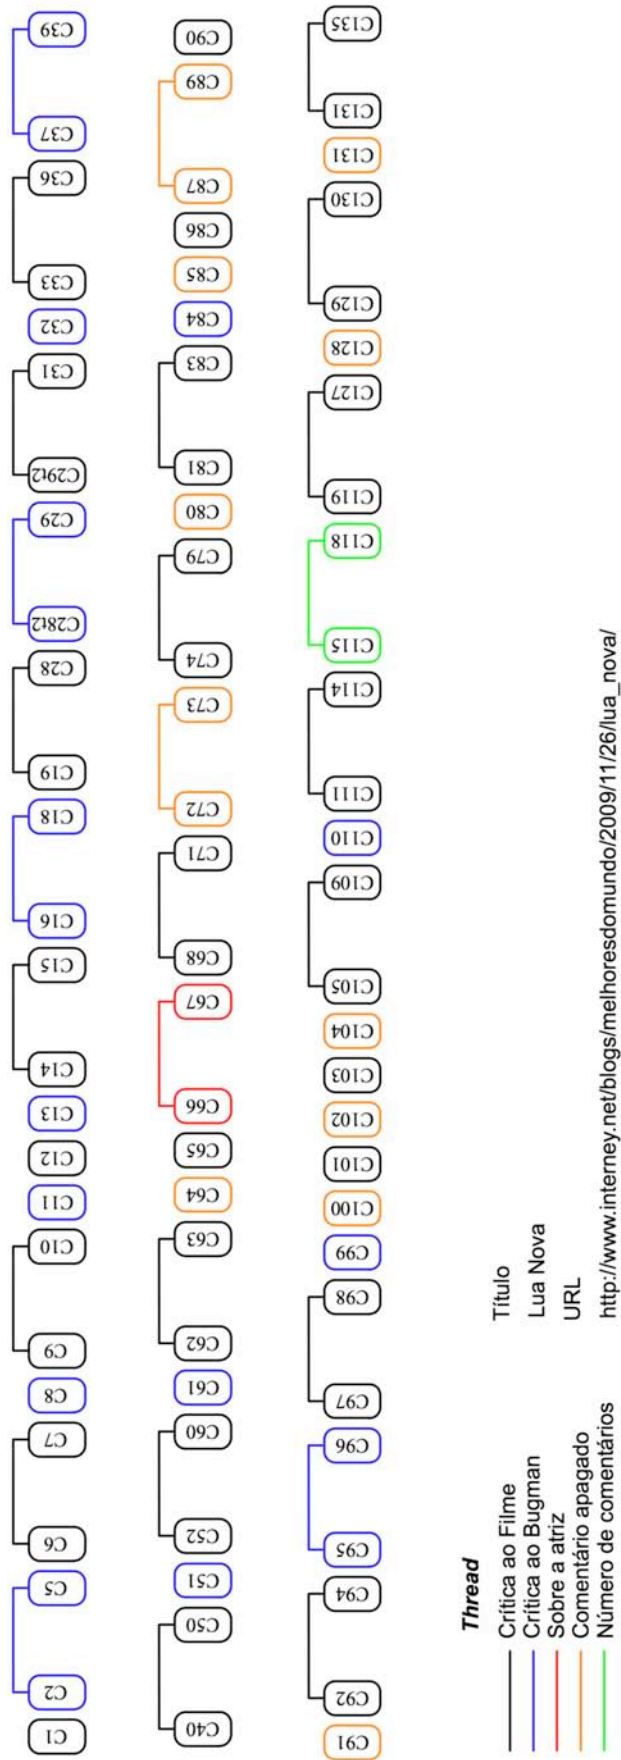 C1 C2 C5 C6 C7 C8 C9 C10 C11 C12 C13 C14 C15 C16 C18 C19 C28 C28t2 C29 C29t2 C31 C32 C33 C36 C37 C39
C40 C50 C51 C52 C60 C61 C62 C63 C64 C65 C66 C67 C68 C71 C72 C73 C74 C79 C80 C81 C83 C84 C85 C86 C87 C89 C90
C91 C92 C94 C95 C96 C97 C98 C99 C100 C101 C102 C103 C104 C105 C109 C110 C111 C114 C115 C118 C119 C127 C128 C129 C130 C131 C131 C135
Thread
Crítica ao Filme
Crítica ao Bugman
Sobre a atriz
Comentário apagado
Número de comentários
Título
Lua Nova
URL
http://www.interney.net/blogs/melhoresdomundo/2009/11/26/lua_nova/